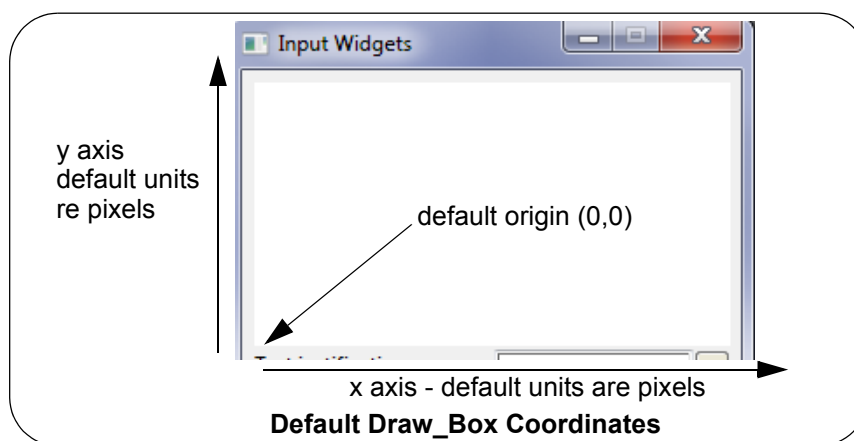 Input Widgets
y axis
default units
re pixels
default origin (0,0)
x axis - default units are pixels
Default Draw_Box Coordinates